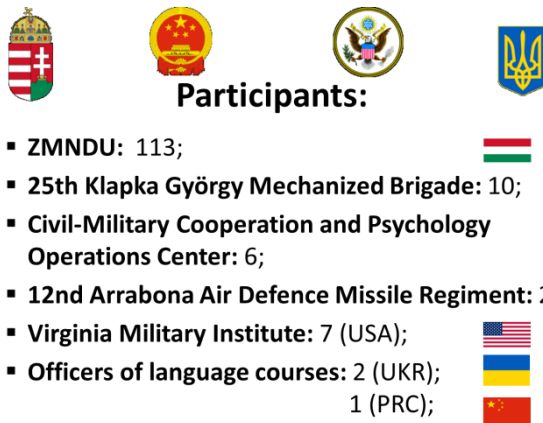 Participants:
▪ ZMNDU: 113;
▪ 25th Klapka György Mechanized Brigade: 10;
▪ Civil-Military Cooperation and Psychology
Operations Center: 6;
▪ 12nd Arrabona Air Defence Missile Regiment:
▪ Virginia Military Institute: 7 (USA);
▪ Officers of language courses: 2 (UKR);
1 (PRC);